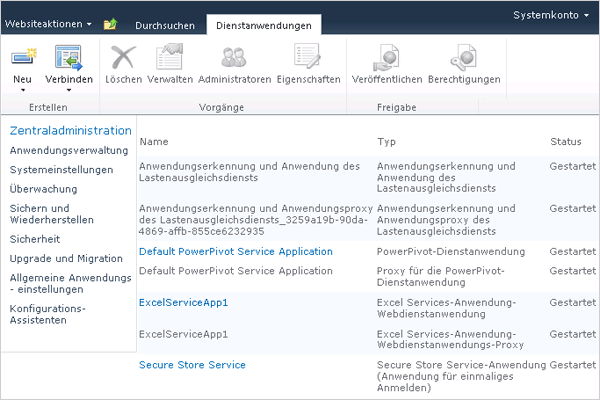 Websiteaktionen
Durchsuchen
Dienstanwendungen
Systemkonto
Neu
Verbinden
Löschen
Verwalten
Administratoren
Eigenschaften
Veröffentlichen
Berechtigungen
Erstellen
Vorgänge
Freigabe
Zentraladministration
Anwendungsverwaltung
Systemeinstellungen
Überwachung
Sichern und
Wiederherstellen
Sicherheit
Upgrade und Migration
Allgemeine Anwendungs-
- einstellungen
Konfigurations-
Assistenten
Name
Typ
Status
Anwendungserkennung und Anwendung des
Lastenausgleichsdiensts
Anwendungserkennung und
Anwendung des
Lastenausgleichsdiensts
Gestartet
Anwendungserkennung und Anwendungsproxy
des Lastenausgleichsdiensts_3259a19b-90da-
4869-affb-855ce6232935
Anwendungserkennung und
Anwendungsproxy des
Lastenausgleichsdiensts
Gestartet
Default PowerPivot Service Application
PowerPivot-Dienstanwendung
Gestartet
Default PowerPivot Service Application
Proxy für die PowerPivot-
Dienstanwendung
Gestartet
ExcelServiceApp1
Excel Services-Anwendung-
Webdienstanwendung
Gestartet
ExcelServiceApp1
Excel Services-Anwendung-
Webdienstanwendungs-Proxy
Gestartet
Secure Store Service
Secure Store Service-Anwendung
(Anwendung für einmaliges
Anmelden)
Gestartet